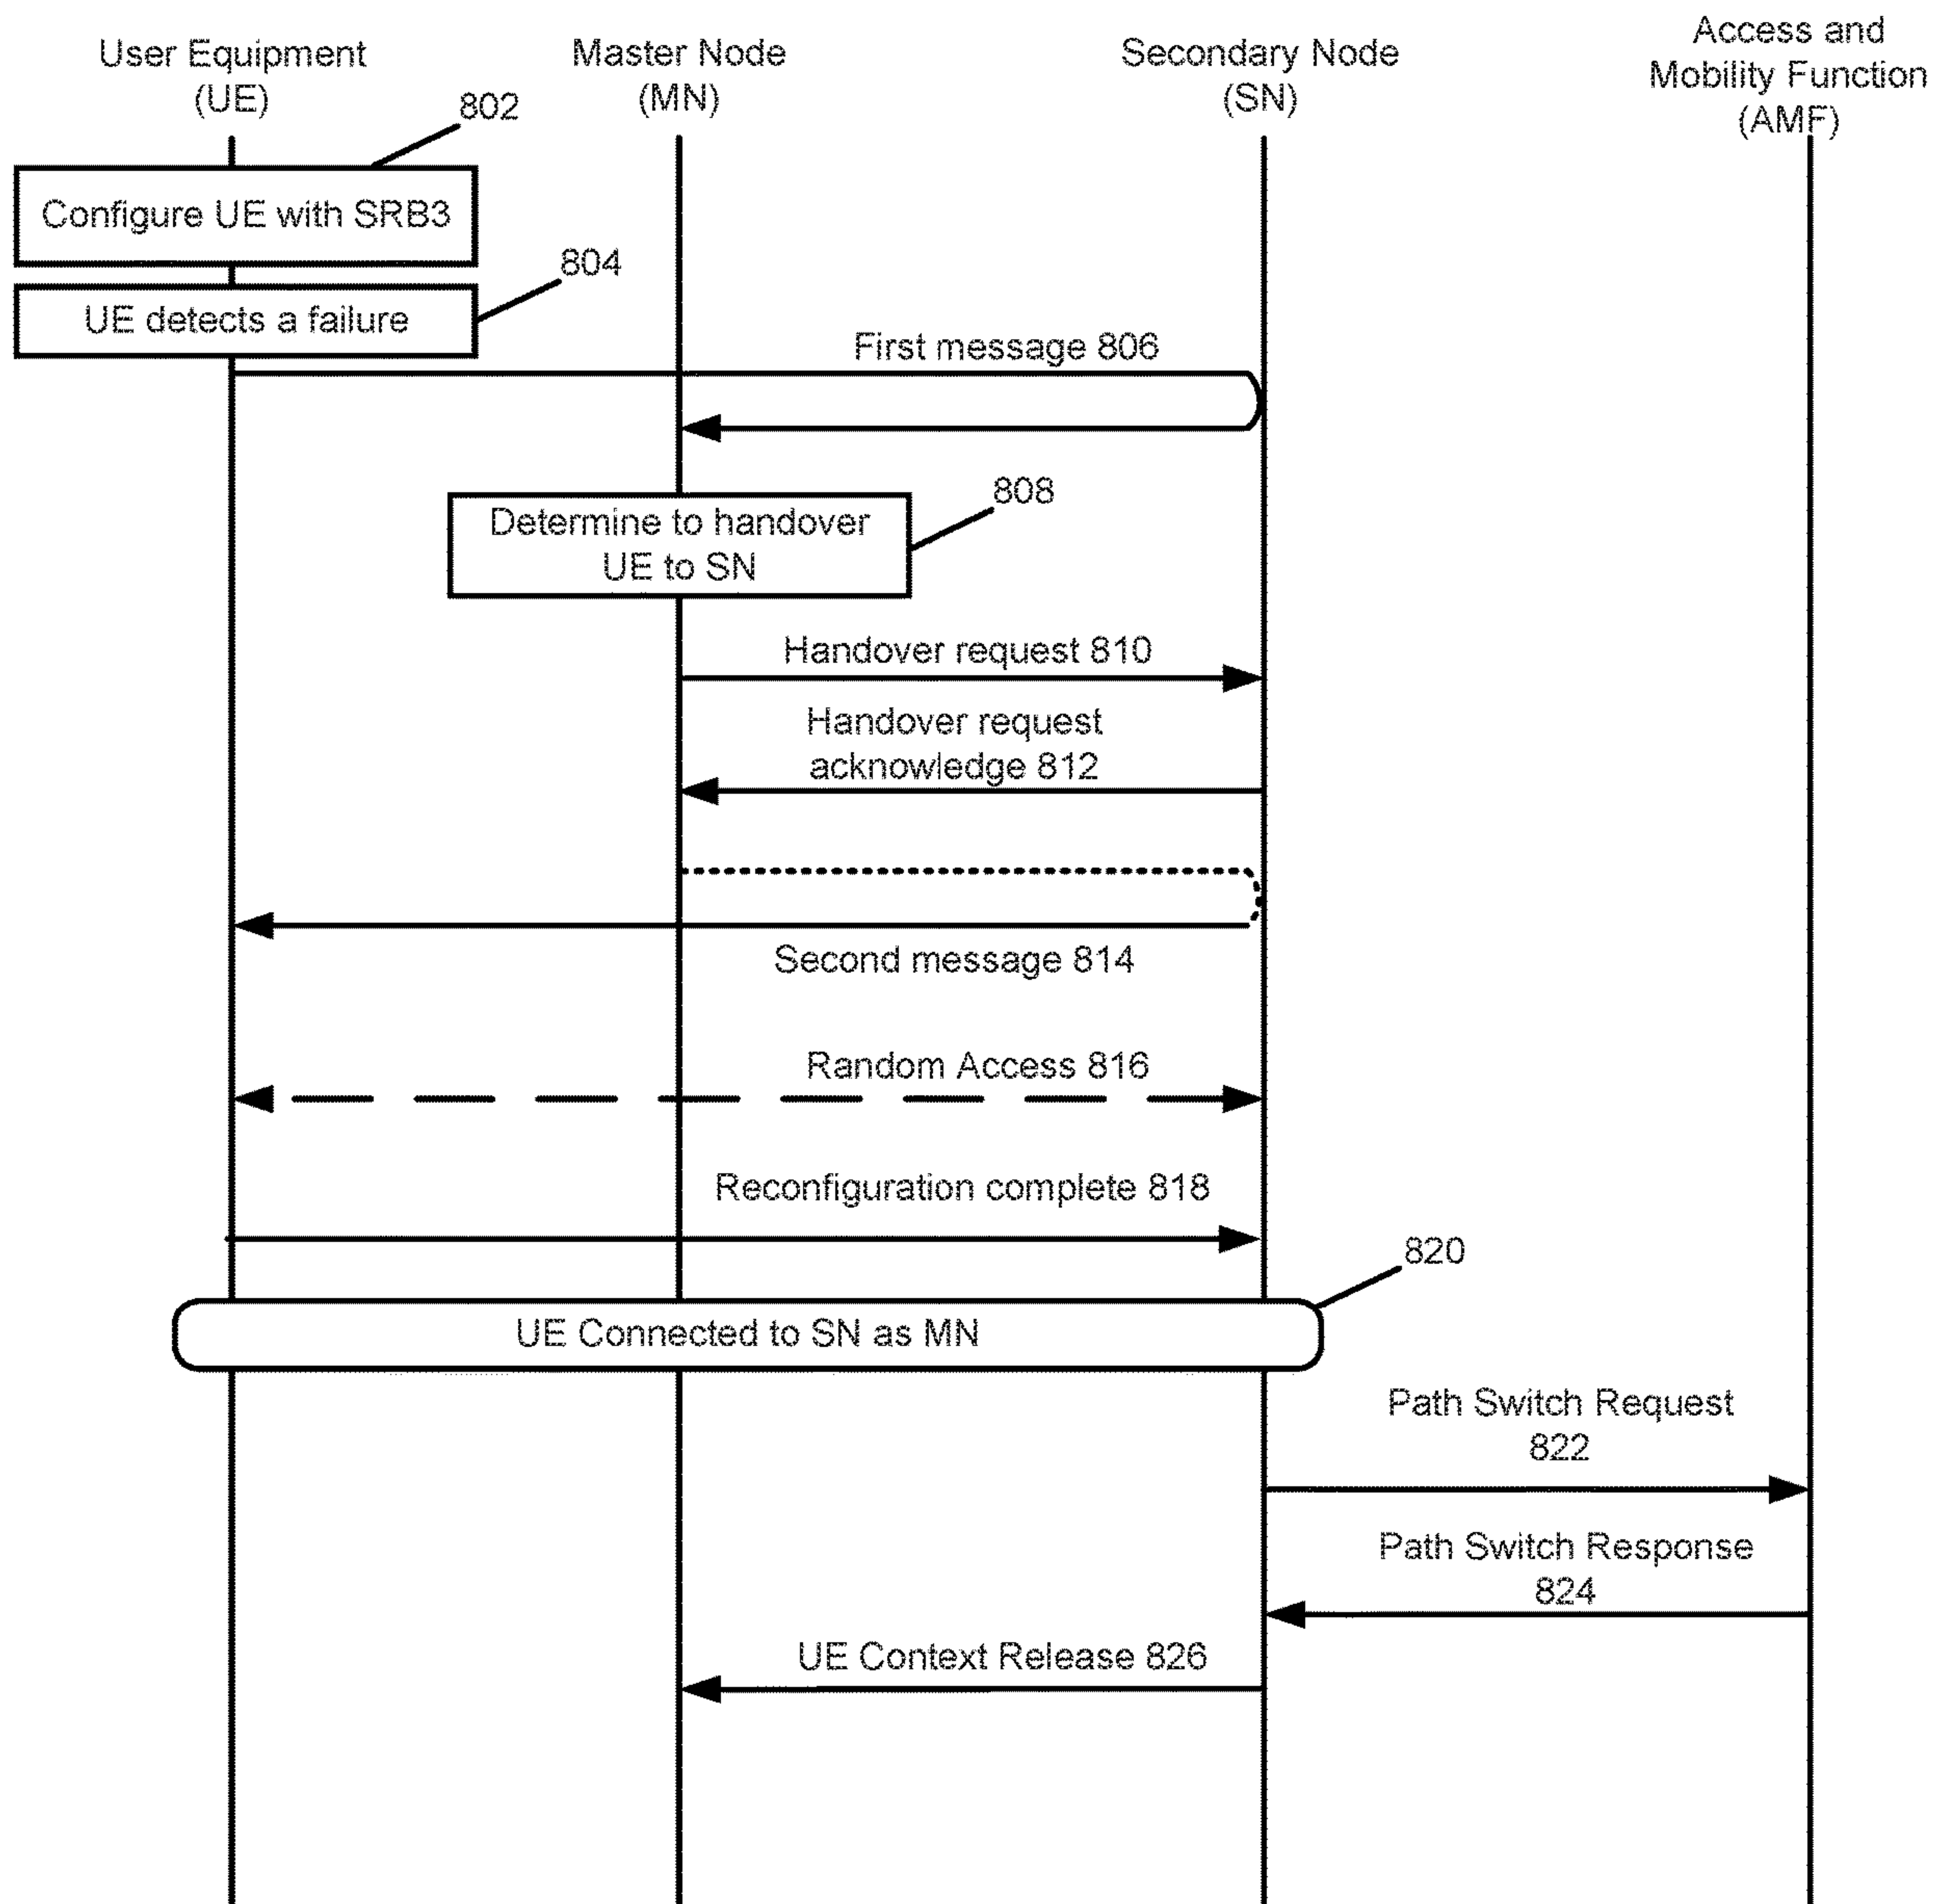 User Equipment
(UE)
Master Node
(MN)
Secondary Node
(SN)
Access and
Mobility Function
(AMF)
802
Configure UE with SRB3
804
UE detects a failure
First message 806
808
Determine to handover
UE to SN
Handover request 810
Handover request
acknowledge 812
Second message 814
Random Access 816
Reconfiguration complete 818
820
UE Connected to SN as MN
Path Switch Request
822
Path Switch Response
824
UE Context Release 826